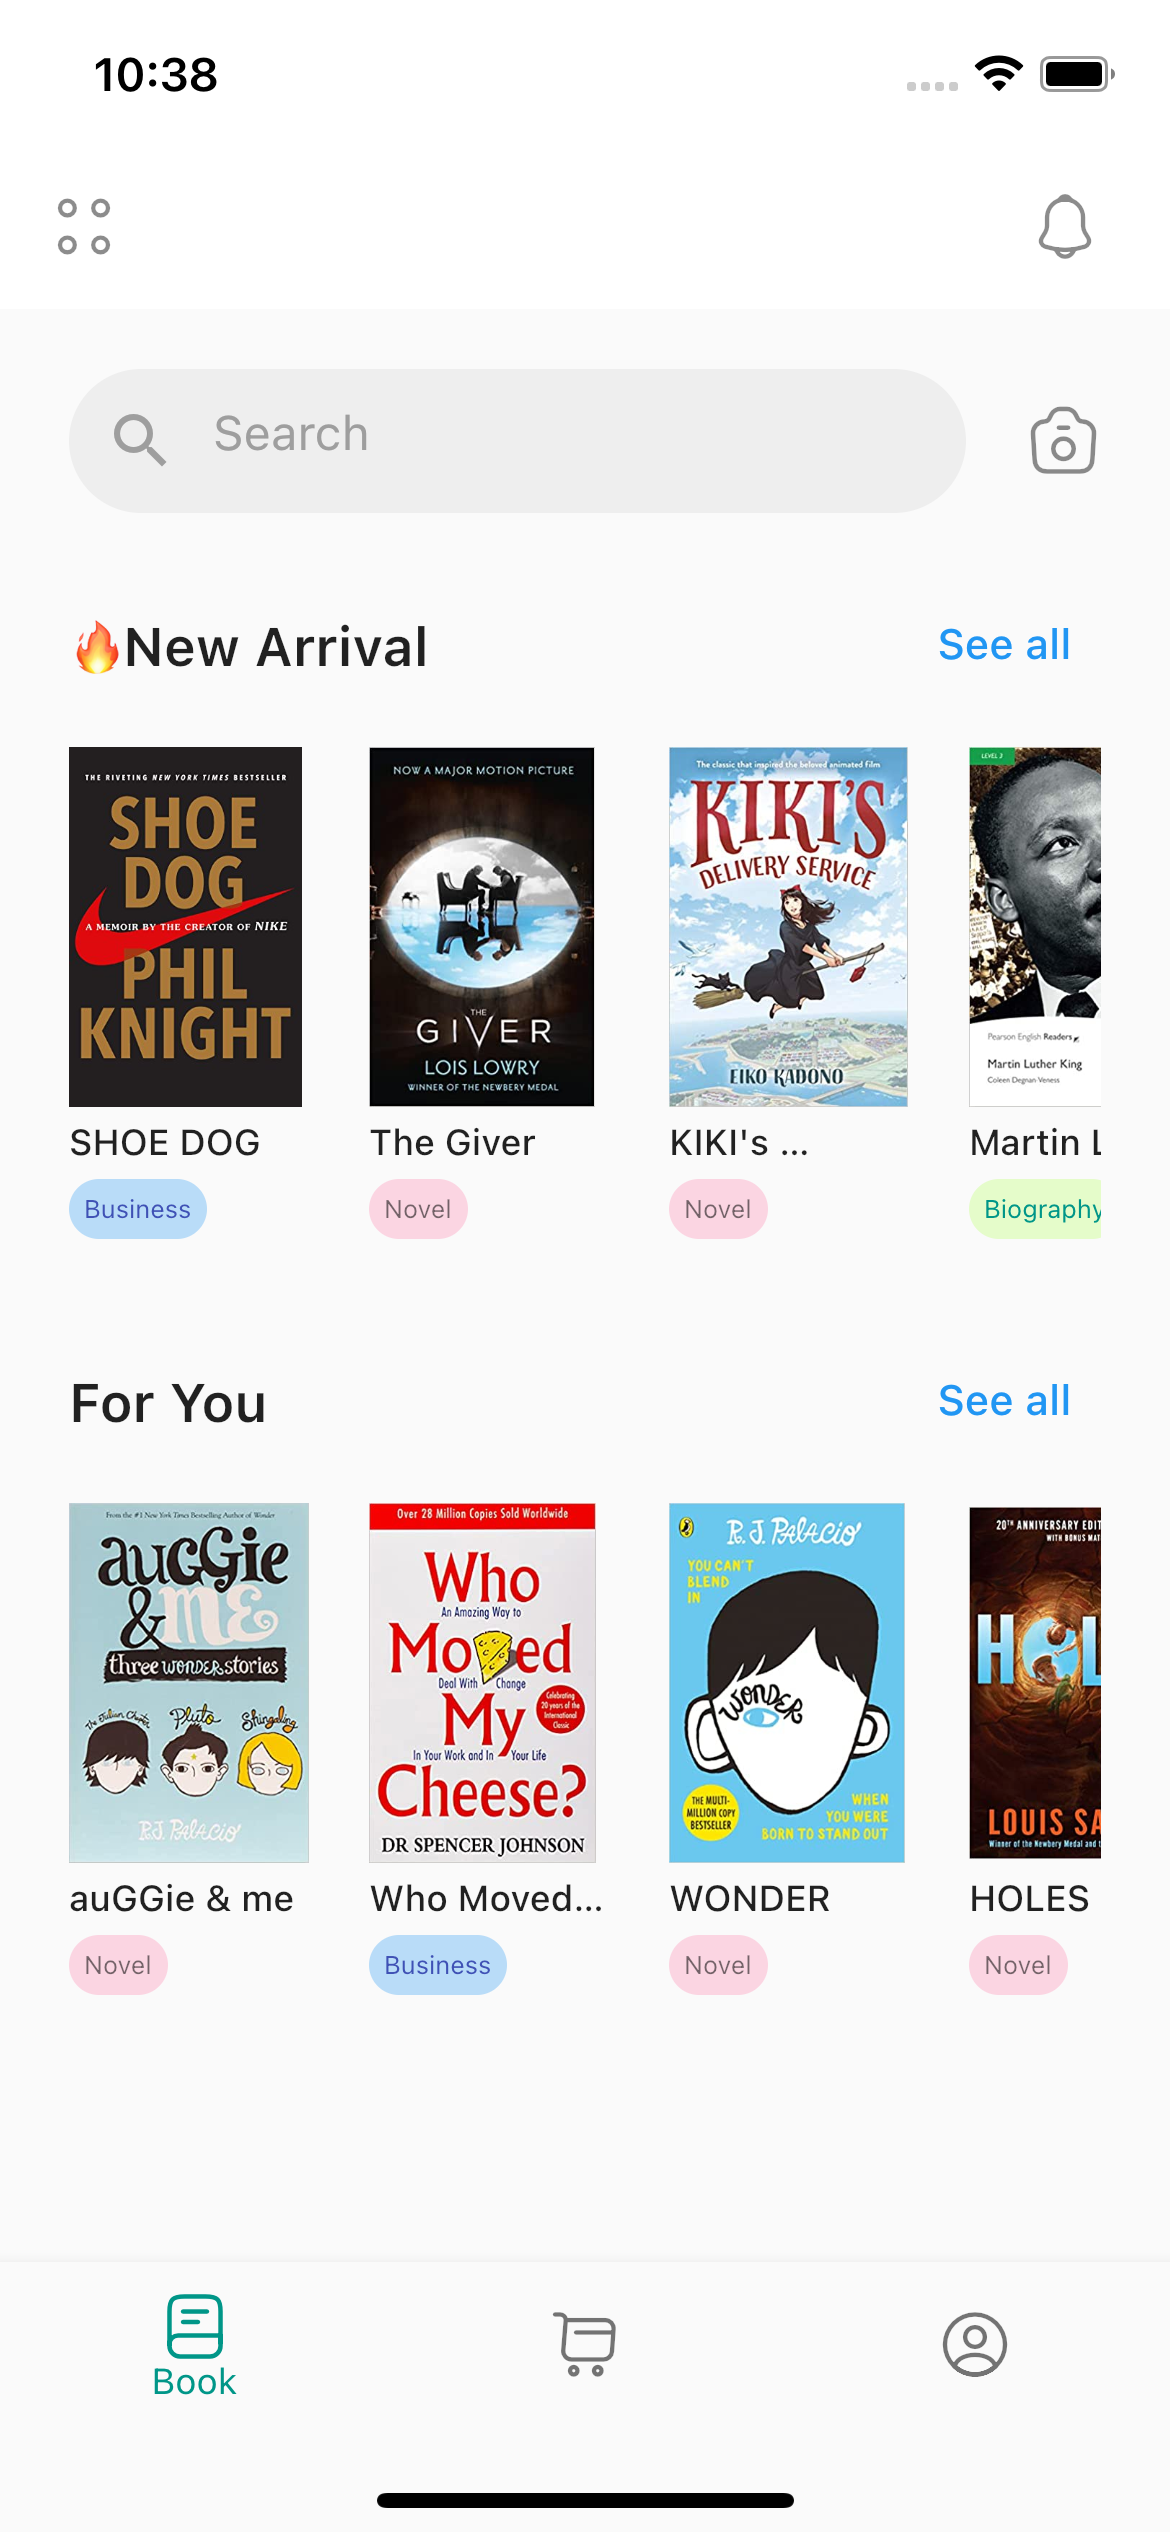 10:38
Search
🔥New Arrival
See all
THE RIVETING NEW YORK TIMES BESTSELLER
SHOE
DOG
A MEMOIR BY THE CREATOR OF NIKE
PHIL
KNIGHT
NOW A MAJOR MOTION PICTURE
THE
GIVER
LOIS LOWRY
WINNER OF THE NEWBERY MEDAL
The classic that inspired the beloved animated film
KIKI'S
DELIVERY SERVICE
EIKO KADONO
LEVEL 3
Pearson English Readers
Martin Luther King
Coleen Degnan Veness
SHOE DOG
The Giver
KIKI's ...
Martin L
Business
Novel
Novel
Biography
For You
See all
From the #1 New York Times Bestselling Author of Wonder
auGGie
& ME
three WONDER stories
The Julian Chapter
Pluto
Shingaling
R.J. PALACIO
Over 28 Million Copies Sold Worldwide
Who
An Amazing Way to
Moved
Deal With Change
My
Celebrating
20 years of the
International
Classic
In Your Work and In Your Life
Cheese?
DR SPENCER JOHNSON
R.J. PALACIO
YOU CAN'T
BLEND
IN
WONDER
THE MULTI-
MILLION COPY
BESTSELLER
WHEN
YOU WERE
BORN TO STAND OUT
20TH ANNIVERSARY EDIT
WITH BONUS MAT
HOL
LOUIS SA
Winner of the Newbery Medal and t
auGGie & me
Who Moved...
WONDER
HOLES
Novel
Business
Novel
Novel
Book